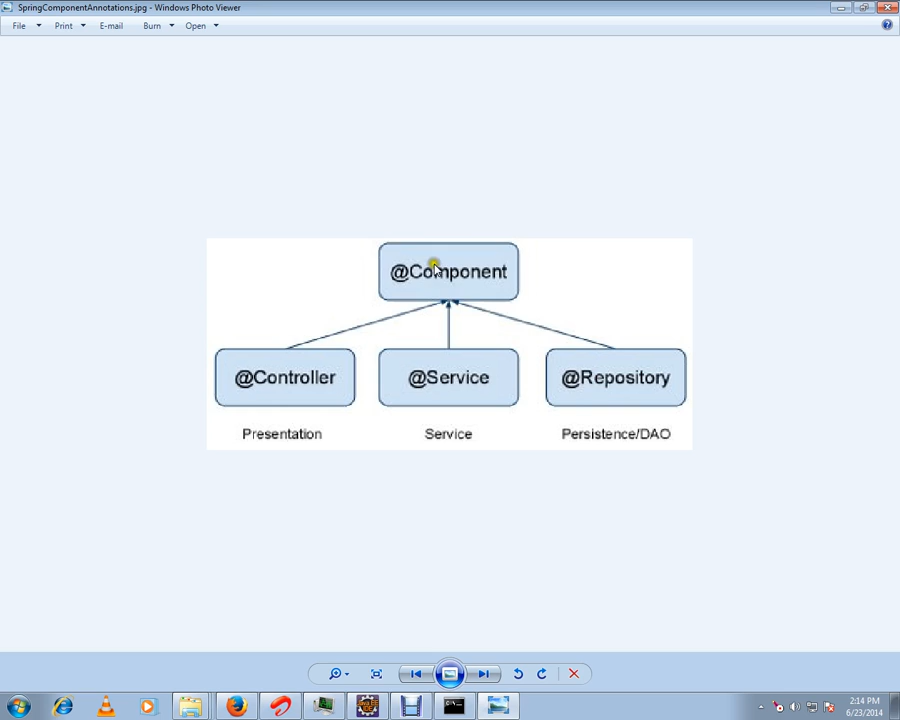 SpringComponentAnnotations.jpg - Windows Photo Viewer
File Print E-mail Burn Open
@Component
@Controller @Service @Repository
Presentation Service Persistence/DAO
2:14 PM
6/23/2014